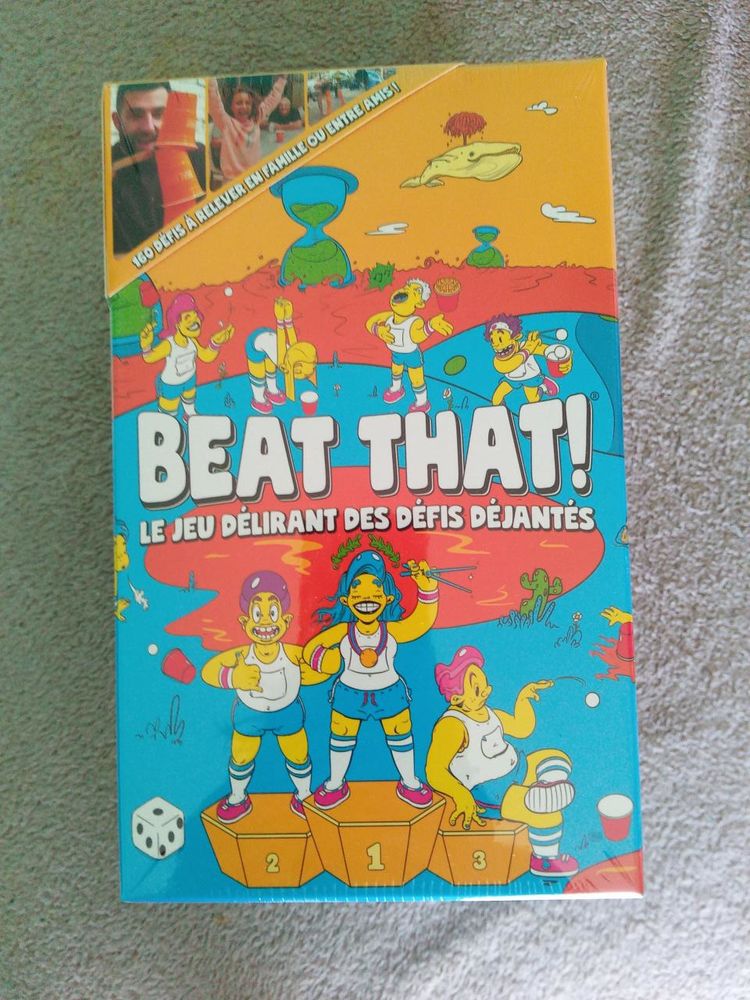 160 DÉFIS À RELEVER EN FAMILLE OU ENTRE AMIS !
BEAT THAT!®
LE JEU DÉLIRANT DES DÉFIS DÉJANTÉS
2 1 3